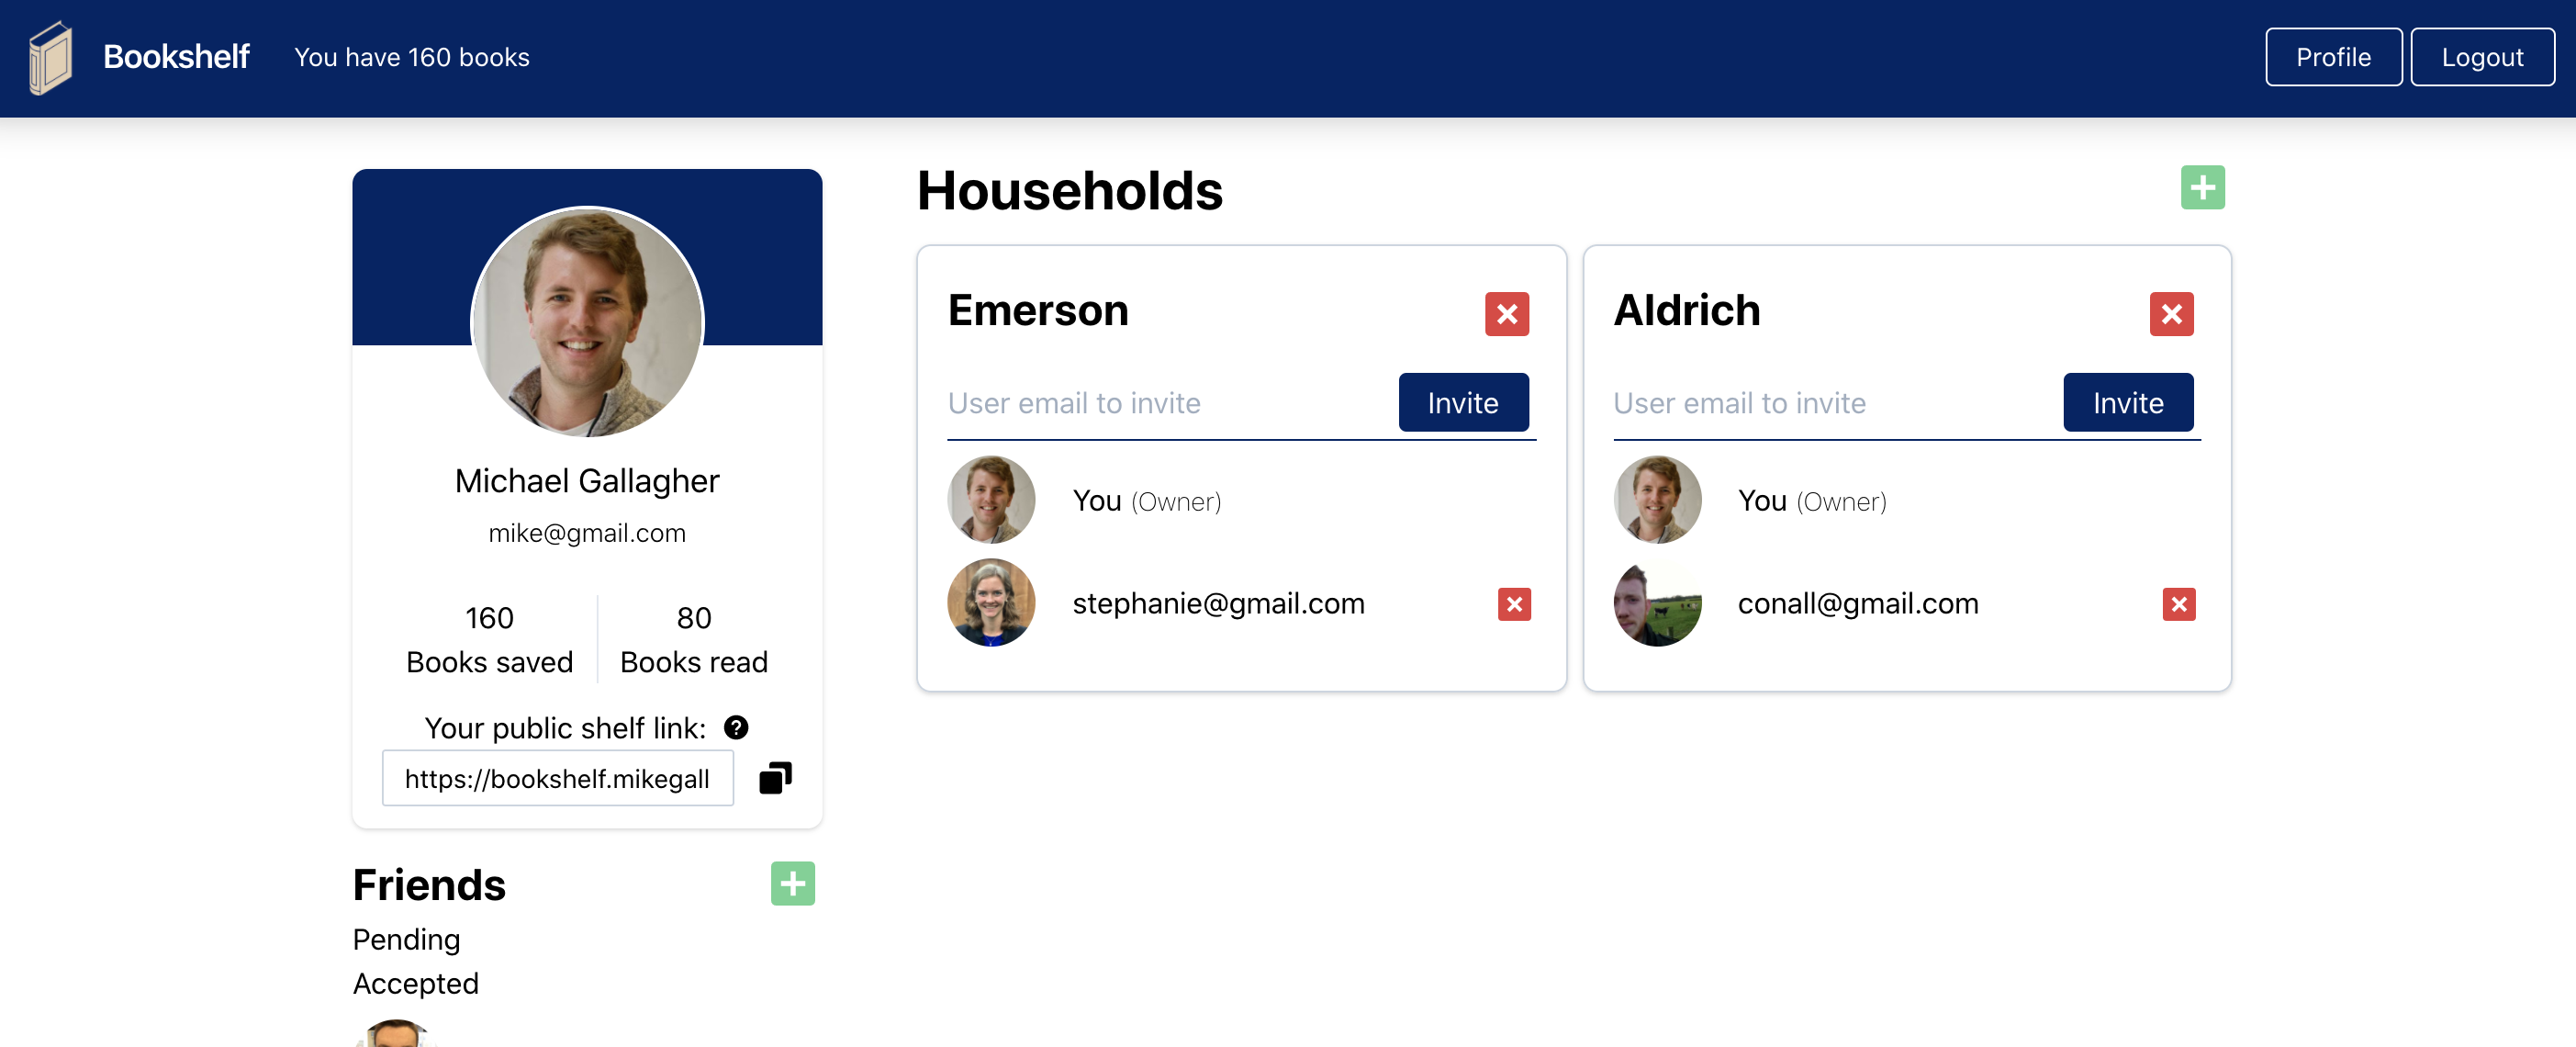 Bookshelf
You have 160 books
Profile
Logout
Michael Gallagher
mike@gmail.com
160
Books saved
80
Books read
Your public shelf link:
https://bookshelf.mikegall
Friends
Pending
Accepted
Households
Emerson
User email to invite
Invite
You (Owner)
stephanie@gmail.com
Aldrich
User email to invite
Invite
You (Owner)
conall@gmail.com